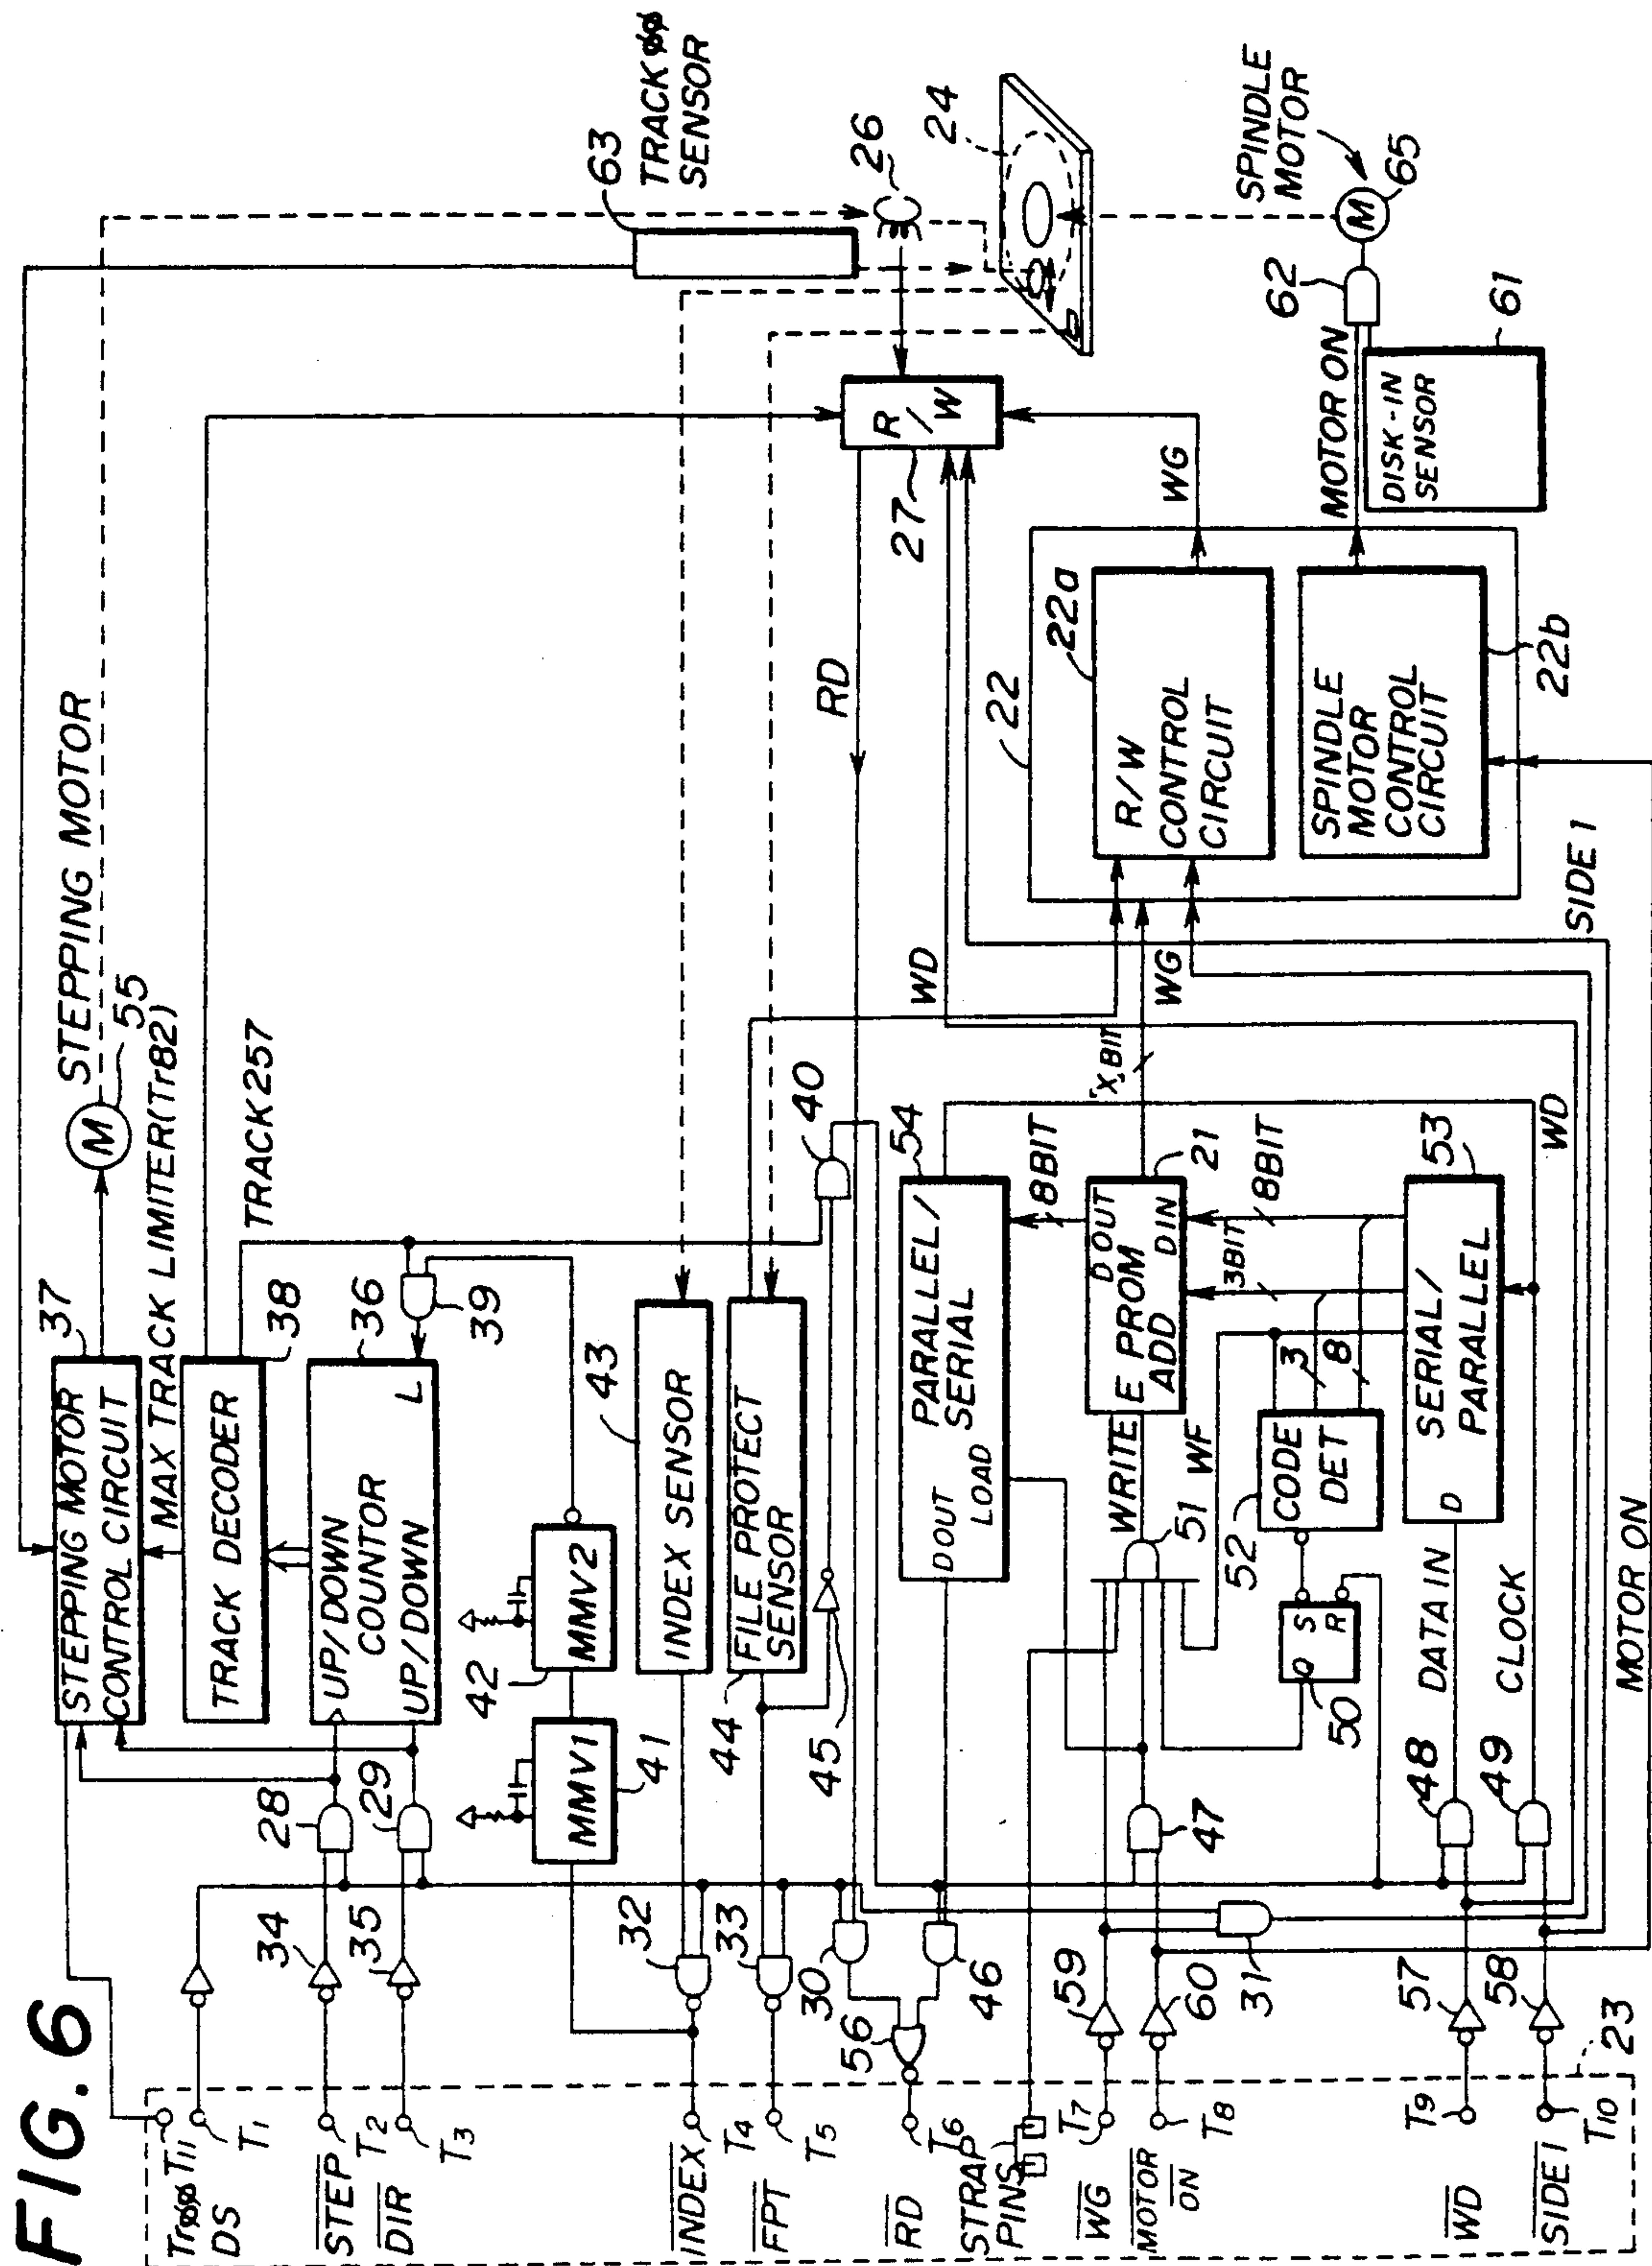 FIG. 6
Trøø T11
DS
T1
STEP
T2
DIR
T3
INDEX
T4
FPT
T5
RD
T6
STRAP
PINS
WG
T7
MOTOR
ON
T8
WD
T9
SIDE 1
T10
23
34
35
28
29
32
33
30
46
56
59
60
31
57
58
47
48
49
STEPPING MOTOR
CONTROL CIRCUIT
37
MAX TRACK LIMITER(Tr82)
TRACK DECODER
38
UP/DOWN
COUNTOR
UP/DOWN
L
36
39
TRACK257
M
STEPPING MOTOR
55
MMV1
41
MMV2
42
INDEX SENSOR
43
FILE PROTECT
SENSOR
44
45
40
RD
PARALLEL/
SERIAL
DOUT
LOAD
54
8BIT
E PROM
D OUT
ADD
D IN
21
WRITE
WF
51
3BIT
8BIT
"X"BIT
CODE
DET
52
3
8
SERIAL/
PARALLEL
D
53
Q
S
R
50
DATA IN
CLOCK
MOTOR ON
WD
SIDE 1
WD
WG
22
R/W
CONTROL
CIRCUIT
22a
SPINDLE
MOTOR
CONTROL
CIRCUIT
22b
WG
MOTOR ON
DISK-IN
SENSOR
61
62
M
65
SPINDLE
MOTOR
R/W
27
26
24
63
TRACKøø
SENSOR